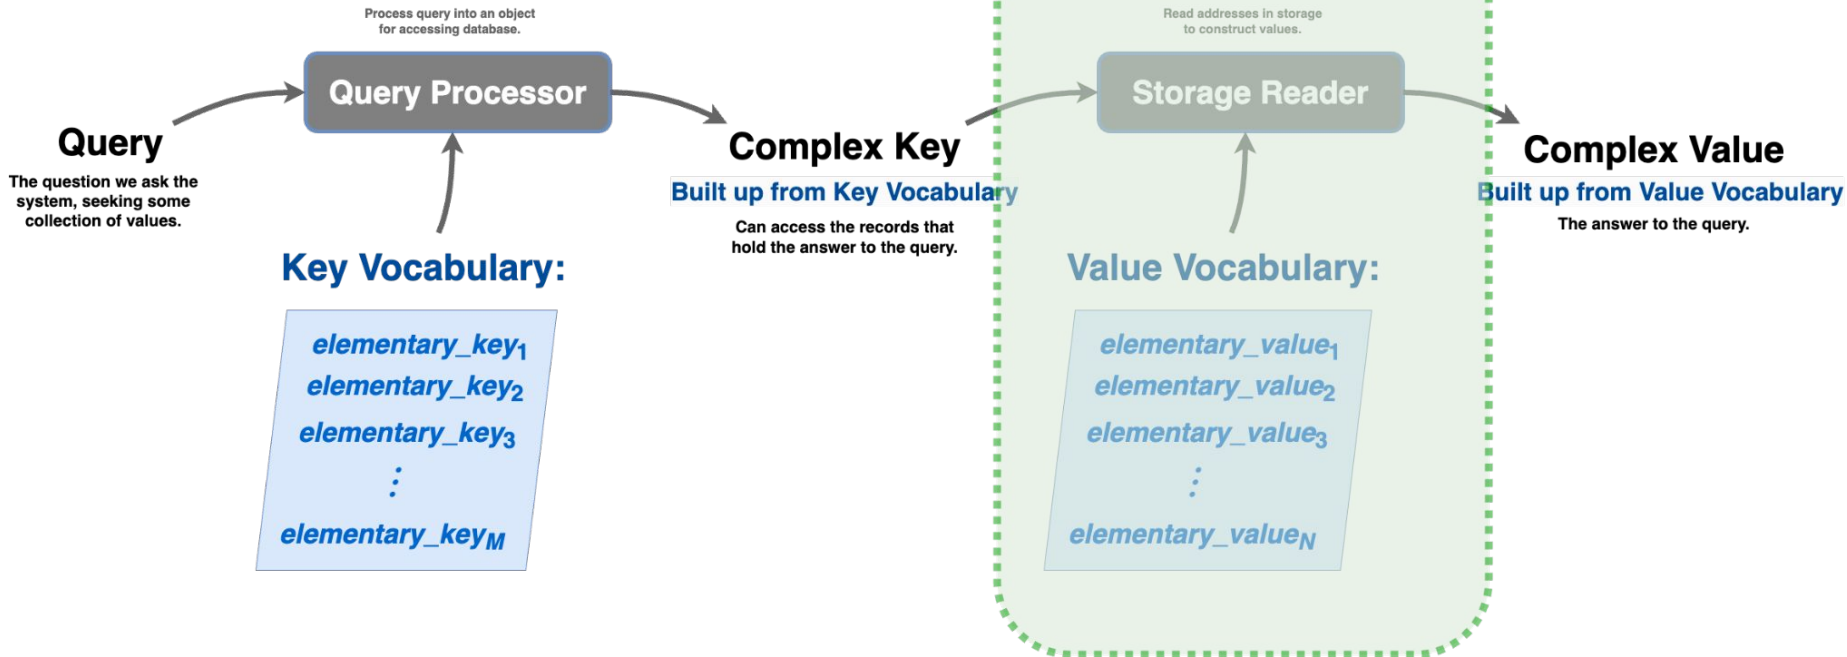 Process query into an object
for accessing database.
Read addresses in storage
to construct values.
Query Processor
Storage Reader
Query
The question we ask the
system, seeking some
collection of values.
Complex Key
Built up from Key Vocabulary
Can access the records that
hold the answer to the query.
Complex Value
Built up from Value Vocabulary
The answer to the query.
Key Vocabulary:
elementary_key1
elementary_key2
elementary_key3
⋮
elementary_keyM
Value Vocabulary:
elementary_value1
elementary_value2
elementary_value3
⋮
elementary_valueN